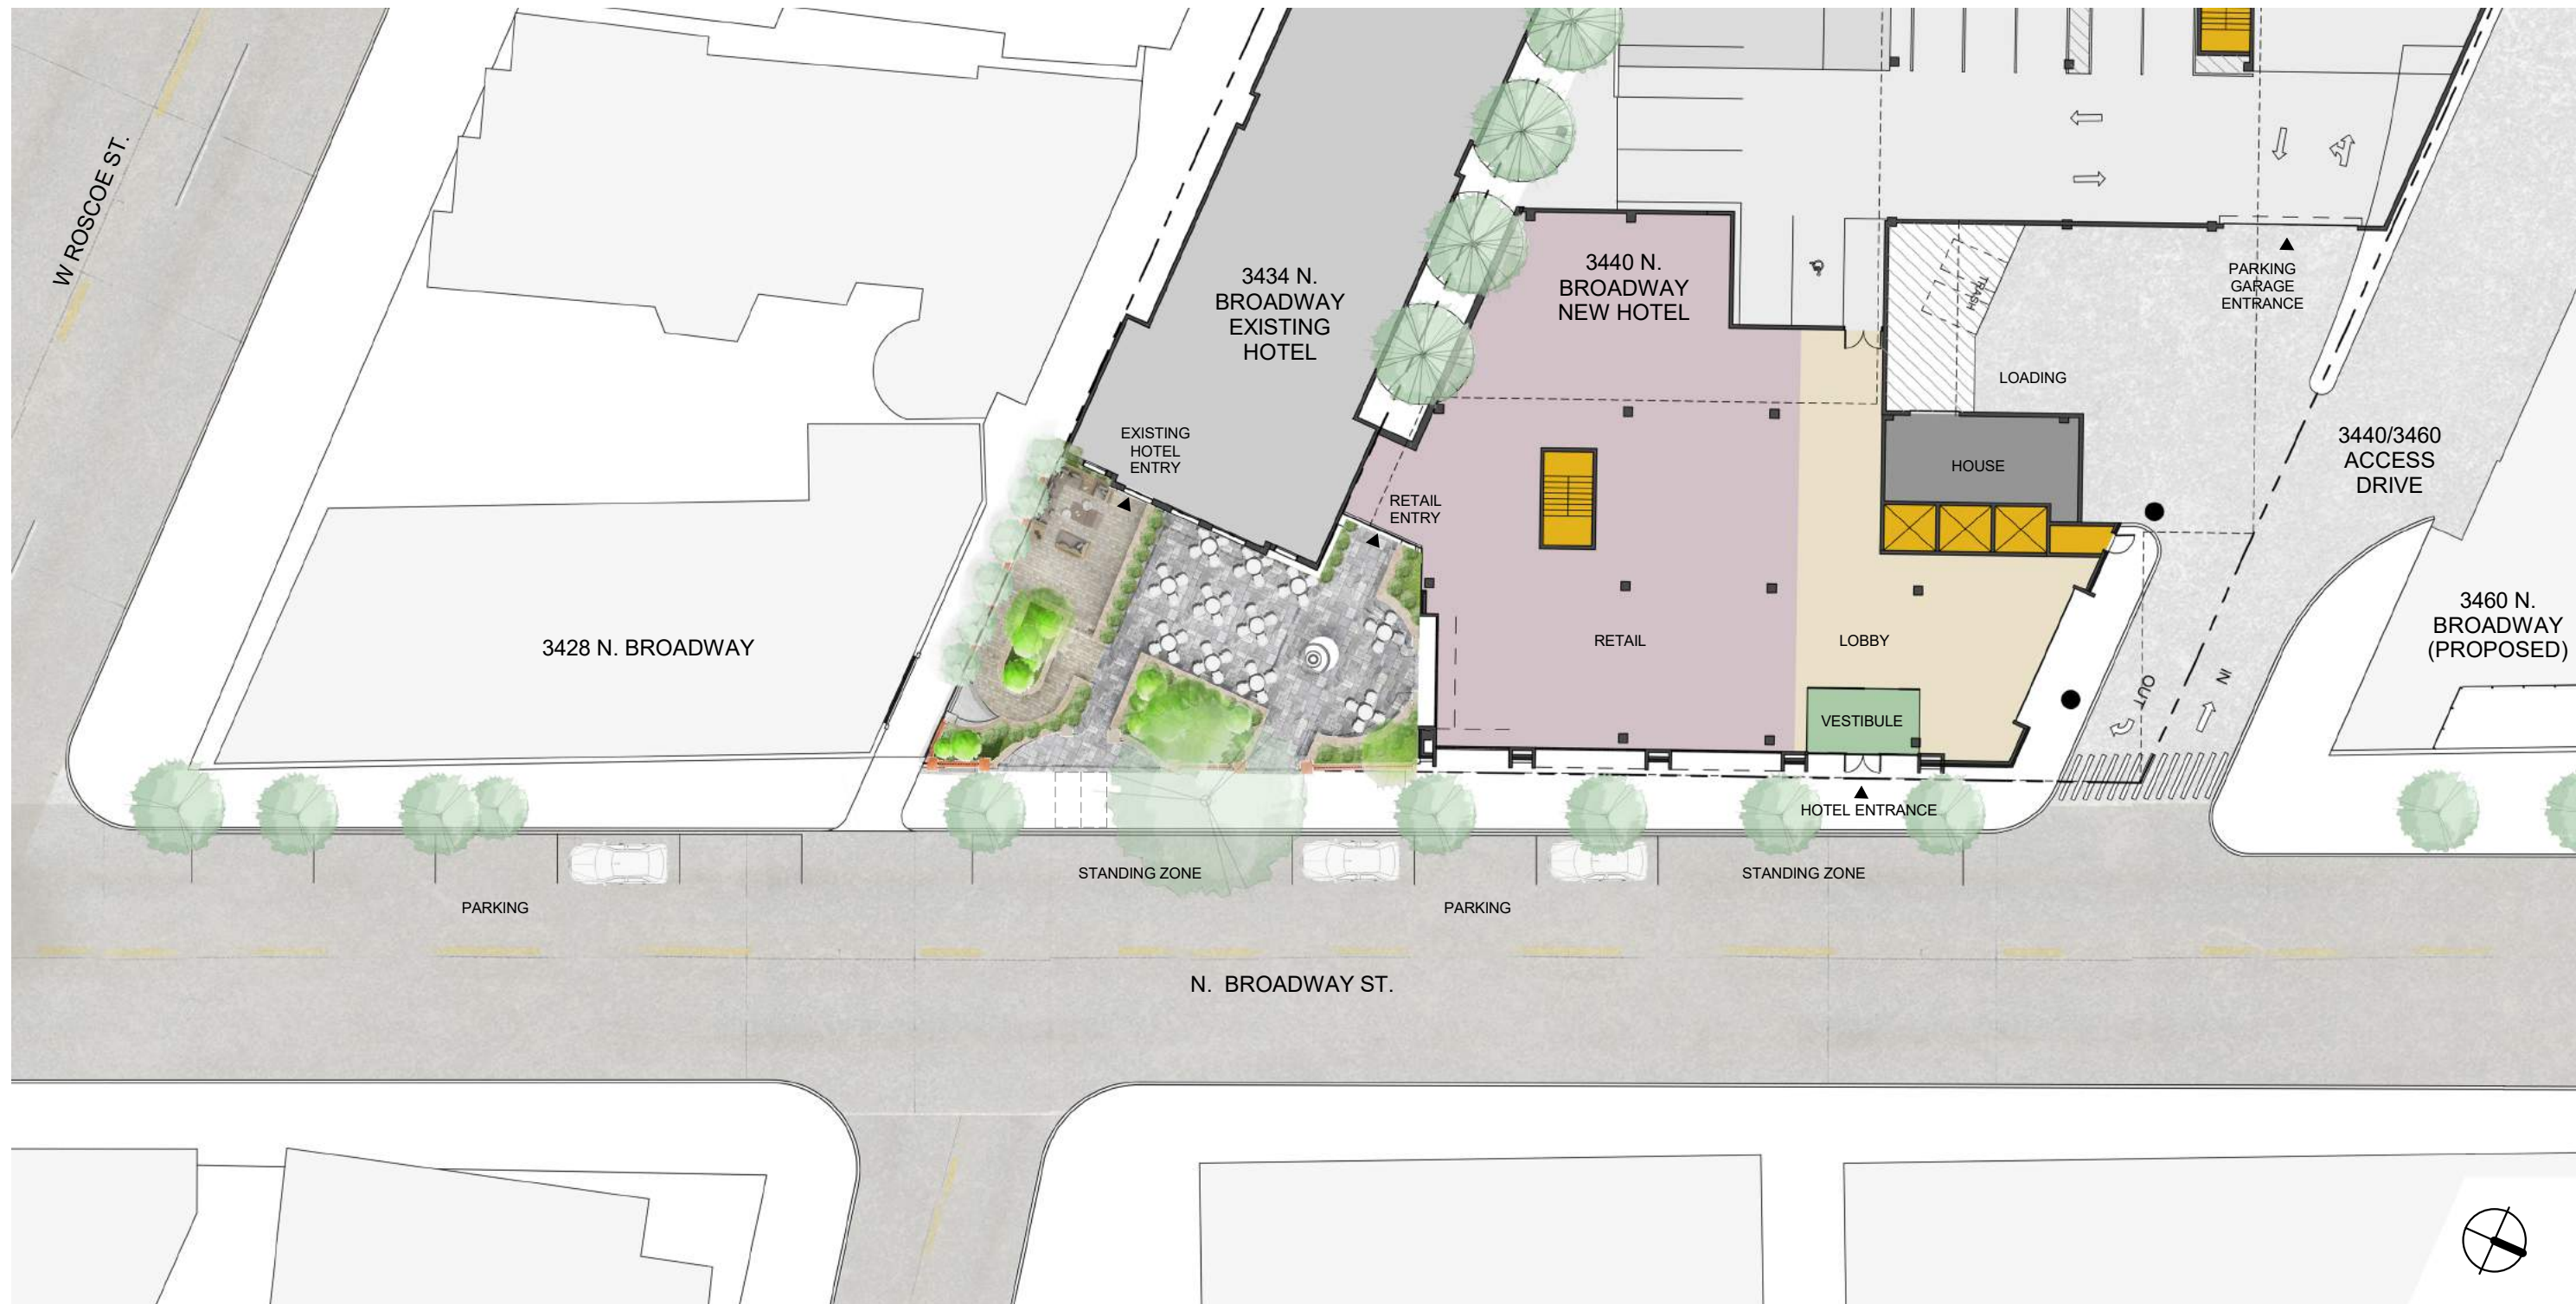 W ROSCOE ST.
3434 N.
BROADWAY
EXISTING
HOTEL
3440 N.
BROADWAY
NEW HOTEL
TRASH
PARKING
GARAGE
ENTRANCE
LOADING
EXISTING
HOTEL
ENTRY
HOUSE
3440/3460
ACCESS
DRIVE
RETAIL
ENTRY
3428 N. BROADWAY
RETAIL
LOBBY
3460 N.
BROADWAY
(PROPOSED)
OUT
IN
VESTIBULE
HOTEL ENTRANCE
STANDING ZONE
STANDING ZONE
PARKING
PARKING
N. BROADWAY ST.